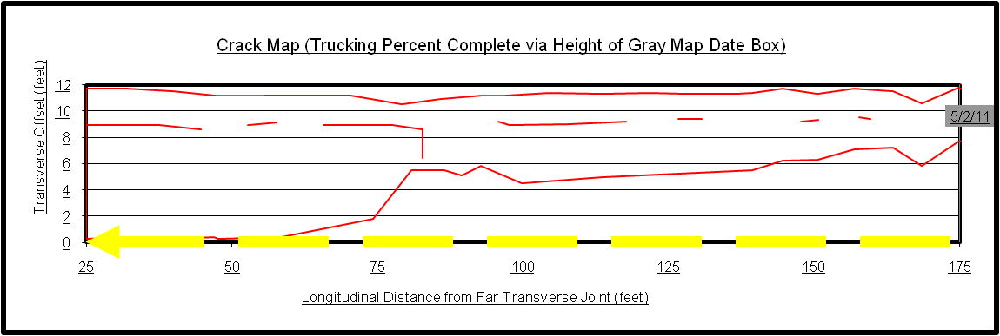 Crack Map (Trucking Percent Complete via Height of Gray Map Date Box)
Transverse Offset (feet)
12
10
8
6
4
2
0
5/2/11
25 50 75 100 125 150 175
Longitudinal Distance from Far Transverse Joint (feet)